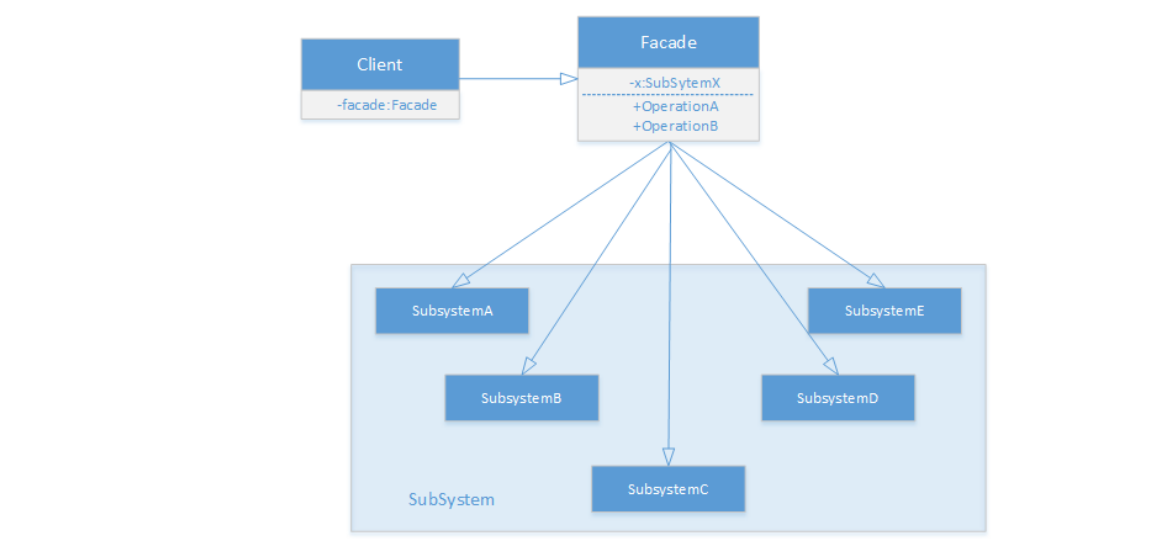 Facade
Client
-x:SubSytemX
-facade:Facade
+OperationA
+OperationB
SubsystemA
SubsystemE
SubsystemB
SubsystemD
SubsystemC
SubSystem